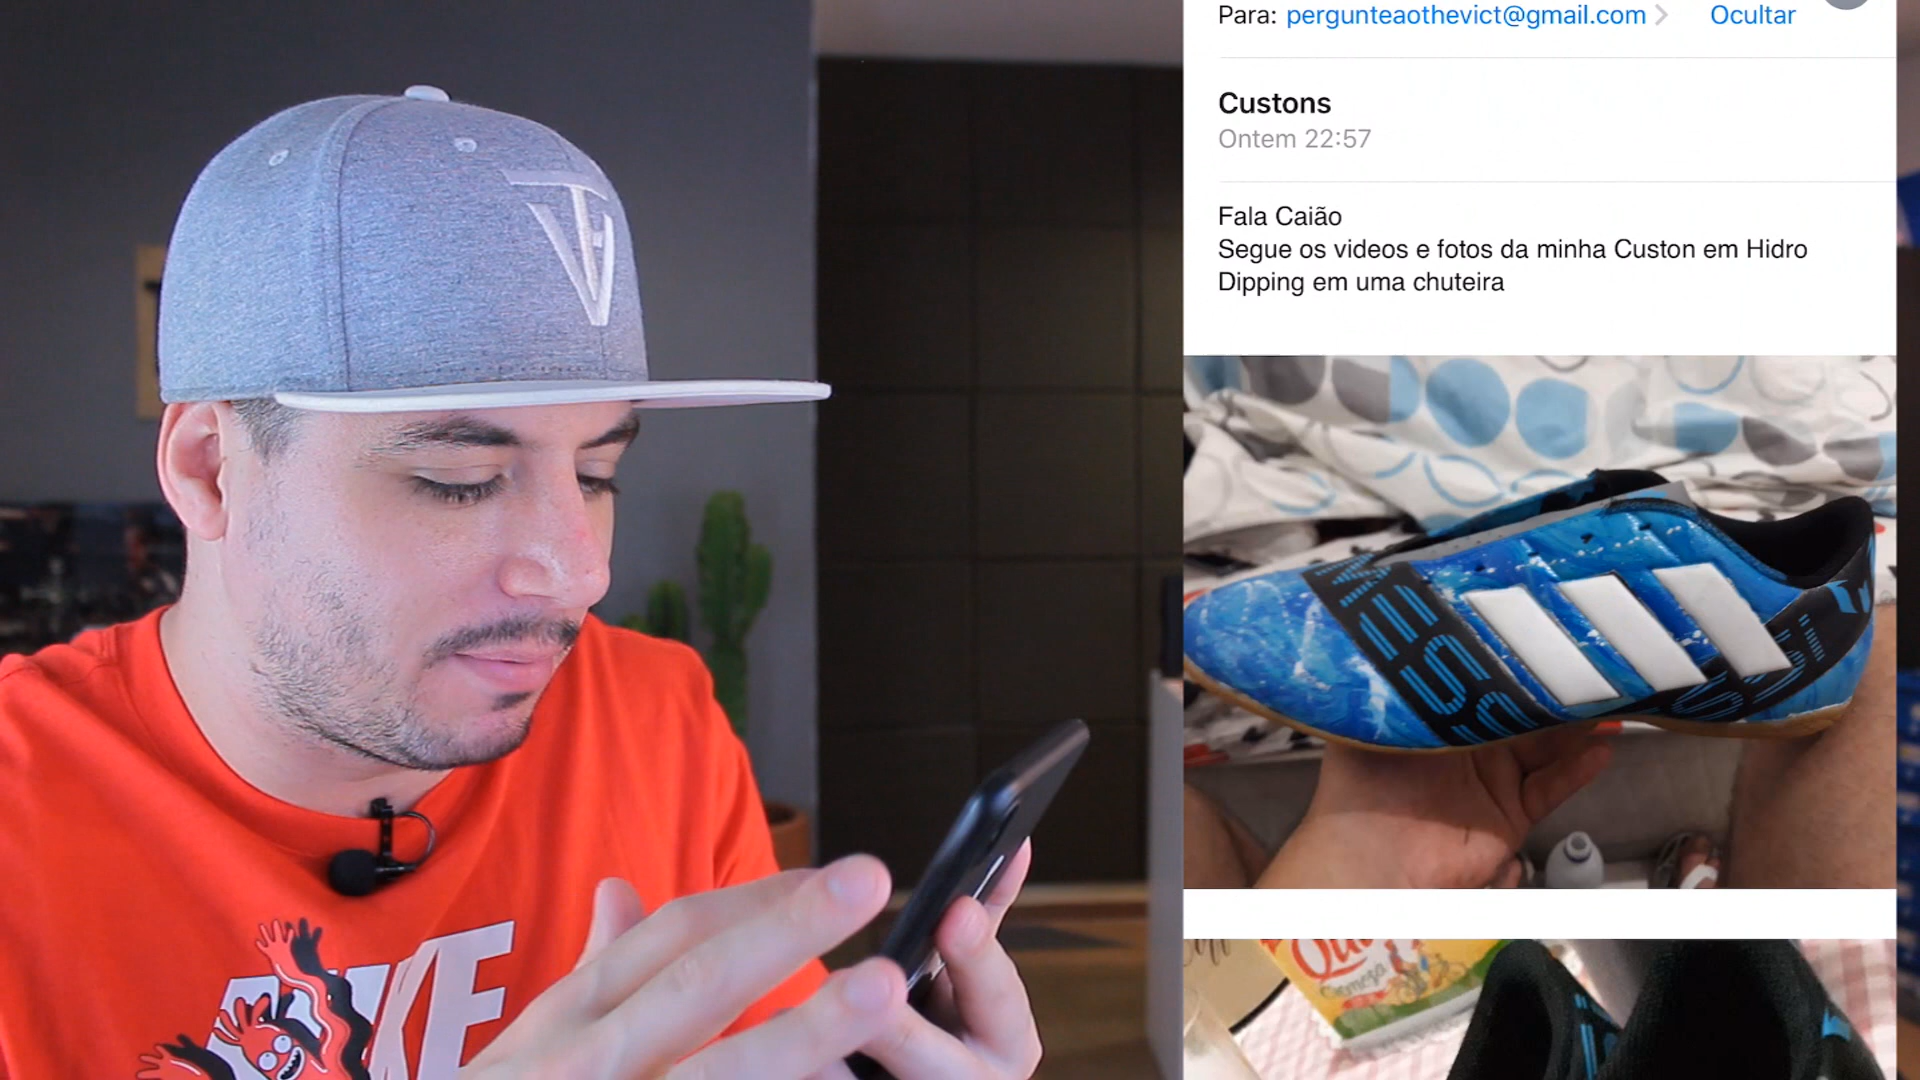 Para: pergunteaothevict@gmail.com
Ocultar
Custons
Ontem 22:57
Fala Caião
Segue os videos e fotos da minha Custon em Hidro
Dipping em uma chuteira